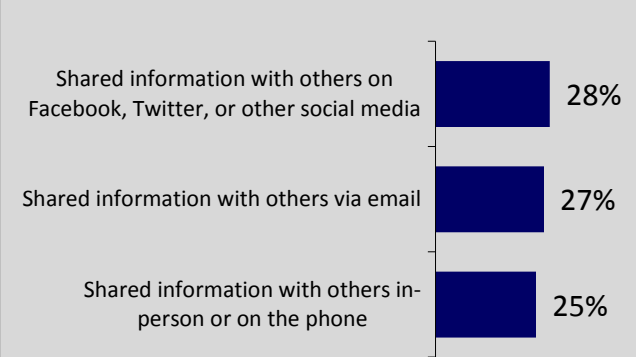 Shared information with others on
Facebook, Twitter, or other social media
28%
Shared information with others via email
27%
Shared information with others in-
person or on the phone
25%